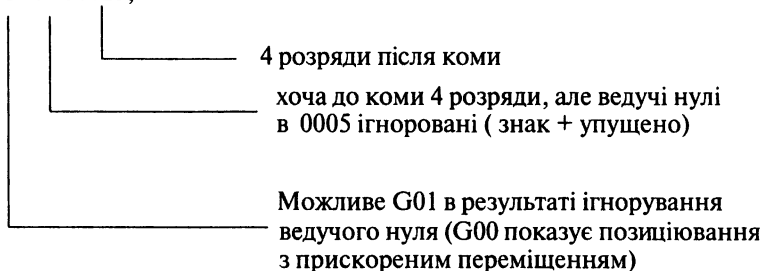 4 розряди після коми
хоча до коми 4 розряди, але ведучі нулі
в 0005 ігноровані ( знак + упущено)
Можливе G01 в результаті ігнорування
ведучого нуля (G00 показує позиціювання
з прискореним переміщенням)